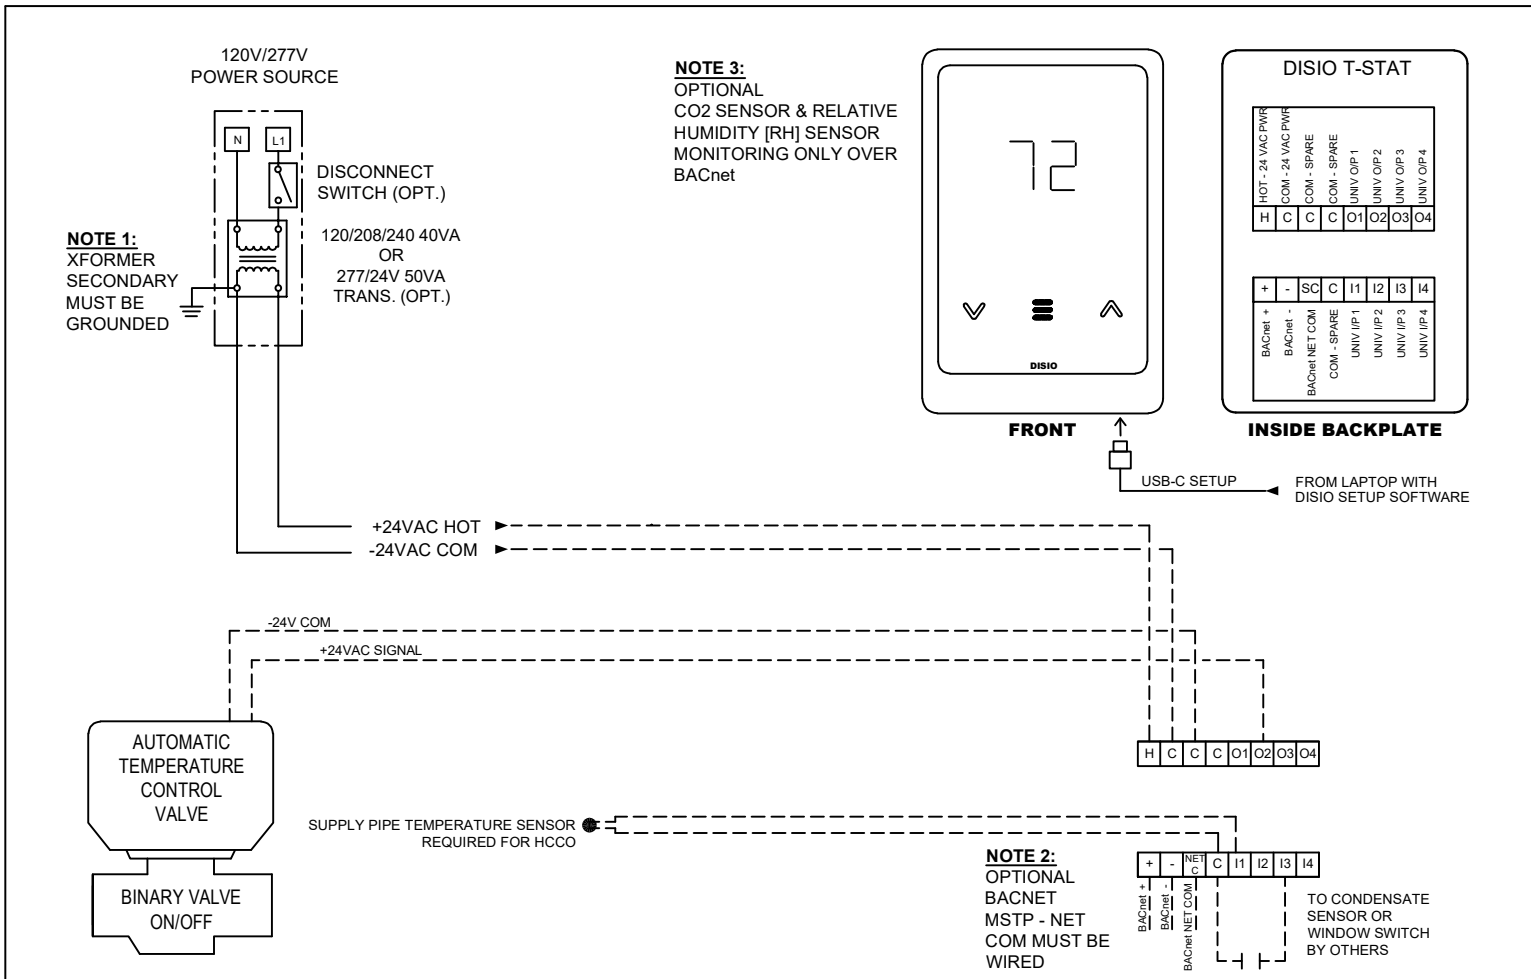 120V/277V
POWER SOURCE
N
L1
DISCONNECT
SWITCH (OPT.)
NOTE 1:
XFORMER
SECONDARY
MUST BE
GROUNDED
120/208/240 40VA
OR
277/24V 50VA
TRANS. (OPT.)
NOTE 3:
OPTIONAL
CO2 SENSOR & RELATIVE
HUMIDITY [RH] SENSOR
MONITORING ONLY OVER
BACnet
72
DISIO
FRONT
DISIO T-STAT
HOT - 24 VAC PWR
COM - 24 VAC PWR
COM - SPARE
COM - SPARE
UNIV O/P 1
UNIV O/P 2
UNIV O/P 3
UNIV O/P 4
H C C C O1 O2 O3 O4
+ - SC C I1 I2 I3 I4
BACnet +
BACnet -
BACnet NET COM
COM - SPARE
UNIV I/P 1
UNIV I/P 2
UNIV I/P 3
UNIV I/P 4
INSIDE BACKPLATE
USB-C SETUP
FROM LAPTOP WITH
DISIO SETUP SOFTWARE
+24VAC HOT
-24VAC COM
-24V COM
+24VAC SIGNAL
AUTOMATIC
TEMPERATURE
CONTROL
VALVE
BINARY VALVE
ON/OFF
H C C C O1 O2 O3 O4
SUPPLY PIPE TEMPERATURE SENSOR
REQUIRED FOR HCCO
NOTE 2:
OPTIONAL
BACNET
MSTP - NET
COM MUST BE
WIRED
+ - NET C C I1 I2 I3 I4
BACnet +
BACnet -
BACnet NET COM
TO CONDENSATE
SENSOR OR
WINDOW SWITCH
BY OTHERS